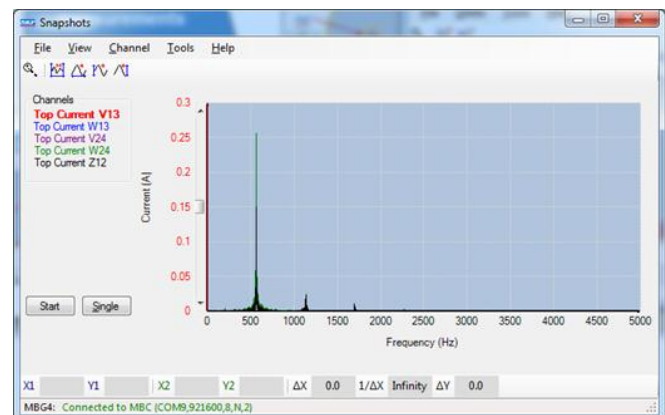 Snapshots
File View Channel Tools Help
Channels
Top Current V13
Top Current W13
Top Current V24
Top Current W24
Top Current Z12
Start Single
Current [A]
0.3
0.25
0.2
0.15
0.1
0.05
0
0 500 1000 1500 2000 2500 3000 3500 4000 4500 5000
Frequency (Hz)
X1 Y1 X2 Y2 ΔX 0.0 1/ΔX Infinity ΔY 0.0
MBG4: Connected to MBC (COM9,921600,8,N,2)